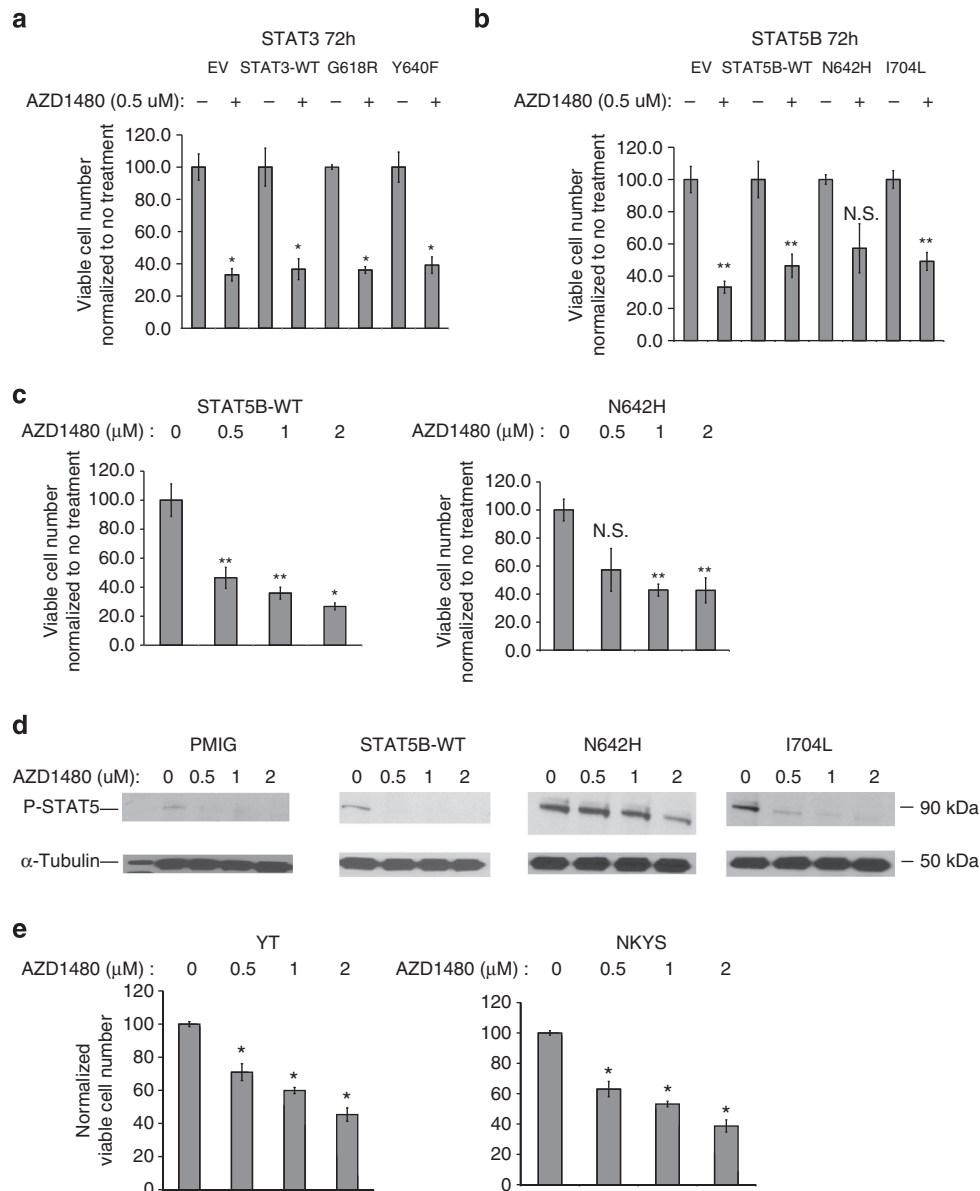 a
STAT3 72h
EV STAT3-WT G618R Y640F
AZD1480 (0.5 uM): – + – + – + – +
Viable cell number
normalized to no treatment
120.0
100.0
80.0
60.0
40.0
20.0
0.0
* * * *
b
STAT5B 72h
EV STAT5B-WT N642H I704L
AZD1480 (0.5 uM): – + – + – + – +
Viable cell number
normalized to no treatment
120.0
100.0
80.0
60.0
40.0
20.0
0.0
** ** N.S. **
c
STAT5B-WT
AZD1480 (μM) : 0 0.5 1 2
Viable cell number
normalized to no treatment
120.0
100.0
80.0
60.0
40.0
20.0
0.0
** ** *
N642H
AZD1480 (μM) : 0 0.5 1 2
Viable cell number
normalized to no treatment
120.0
100.0
80.0
60.0
40.0
20.0
0.0
N.S. ** **
d
PMIG STAT5B-WT N642H I704L
AZD1480 (uM): 0 0.5 1 2 0 0.5 1 2 0 0.5 1 2 0 0.5 1 2
P-STAT5— – 90 kDa
α-Tubulin— – 50 kDa
e
YT
AZD1480 (μM) : 0 0.5 1 2
Normalized
viable cell number
120
100
80
60
40
20
0
* * *
NKYS
AZD1480 (μM) : 0 0.5 1 2
120
100
80
60
40
20
0
* * *